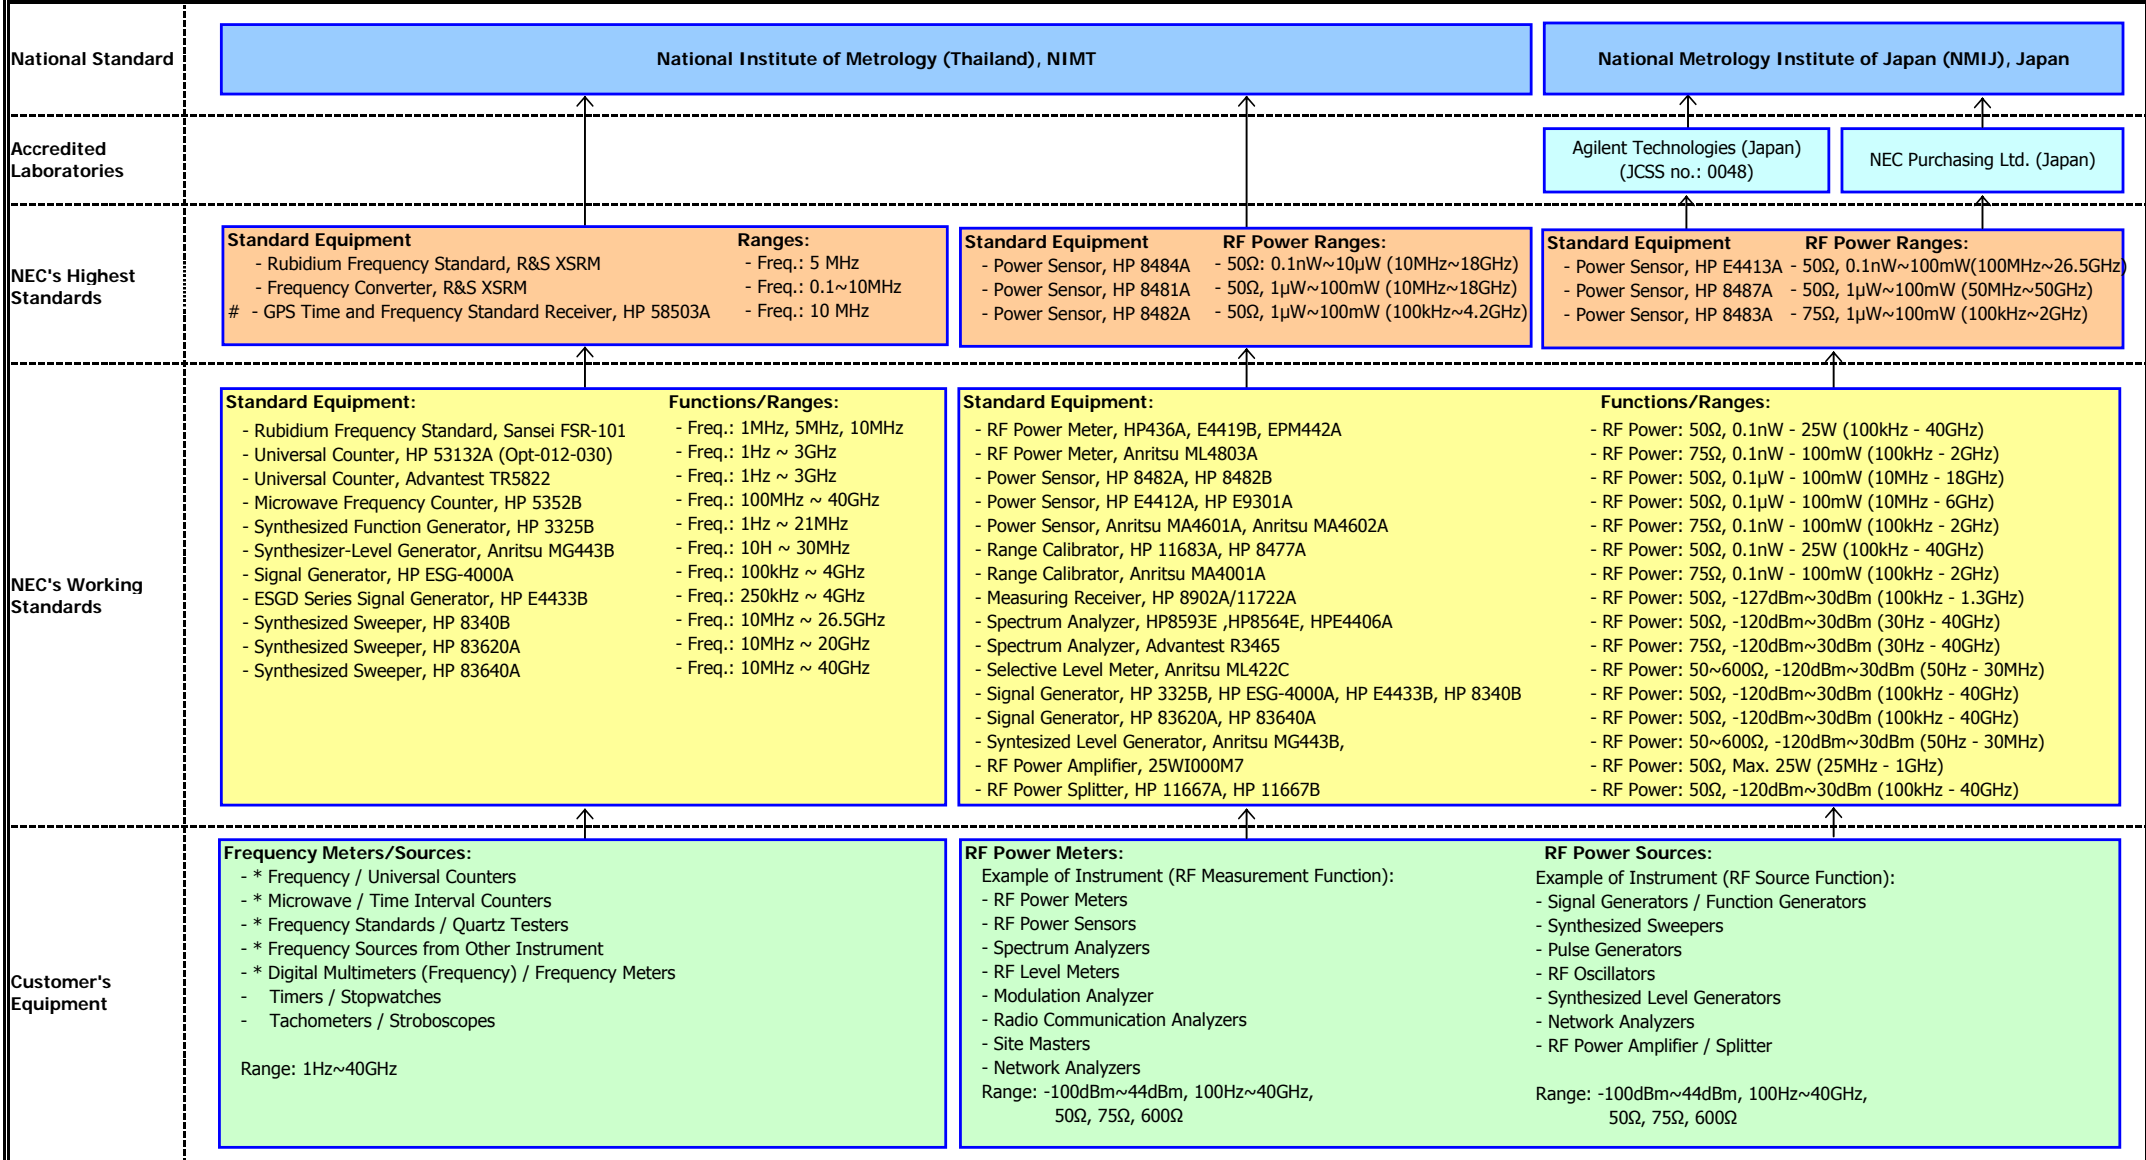 National Standard
National Institute of Metrology (Thailand), NIMT
National Metrology Institute of Japan (NMIJ), Japan
Accredited
Laboratories
Agilent Technologies (Japan)
(JCSS no.: 0048)
NEC Purchasing Ltd. (Japan)
NEC's Highest
Standards
Standard Equipment Ranges:
- Rubidium Frequency Standard, R&S XSRM - Freq.: 5 MHz
- Frequency Converter, R&S XSRM - Freq.: 0.1~10MHz
# - GPS Time and Frequency Standard Receiver, HP 58503A - Freq.: 10 MHz
Standard Equipment RF Power Ranges:
- Power Sensor, HP 8484A - 50Ω: 0.1nW~10µW (10MHz~18GHz)
- Power Sensor, HP 8481A - 50Ω, 1µW~100mW (10MHz~18GHz)
- Power Sensor, HP 8482A - 50Ω, 1µW~100mW (100kHz~4.2GHz)
Standard Equipment RF Power Ranges:
- Power Sensor, HP E4413A - 50Ω, 0.1nW~100mW(100MHz~26.5GHz)
- Power Sensor, HP 8487A - 50Ω, 1µW~100mW (50MHz~50GHz)
- Power Sensor, HP 8483A - 75Ω, 1µW~100mW (100kHz~2GHz)
NEC's Working
Standards
Standard Equipment: Functions/Ranges:
- Rubidium Frequency Standard, Sansei FSR-101 - Freq.: 1MHz, 5MHz, 10MHz
- Universal Counter, HP 53132A (Opt-012-030) - Freq.: 1Hz ~ 3GHz
- Universal Counter, Advantest TR5822 - Freq.: 1Hz ~ 3GHz
- Microwave Frequency Counter, HP 5352B - Freq.: 100MHz ~ 40GHz
- Synthesized Function Generator, HP 3325B - Freq.: 1Hz ~ 21MHz
- Synthesizer-Level Generator, Anritsu MG443B - Freq.: 10H ~ 30MHz
- Signal Generator, HP ESG-4000A - Freq.: 100kHz ~ 4GHz
- ESGD Series Signal Generator, HP E4433B - Freq.: 250kHz ~ 4GHz
- Synthesized Sweeper, HP 8340B - Freq.: 10MHz ~ 26.5GHz
- Synthesized Sweeper, HP 83620A - Freq.: 10MHz ~ 20GHz
- Synthesized Sweeper, HP 83640A - Freq.: 10MHz ~ 40GHz
Standard Equipment: Functions/Ranges:
- RF Power Meter, HP436A, E4419B, EPM442A - RF Power: 50Ω, 0.1nW - 25W (100kHz - 40GHz)
- RF Power Meter, Anritsu ML4803A - RF Power: 75Ω, 0.1nW - 100mW (100kHz - 2GHz)
- Power Sensor, HP 8482A, HP 8482B - RF Power: 50Ω, 0.1µW - 100mW (10MHz - 18GHz)
- Power Sensor, HP E4412A, HP E9301A - RF Power: 50Ω, 0.1µW - 100mW (10MHz - 6GHz)
- Power Sensor, Anritsu MA4601A, Anritsu MA4602A - RF Power: 75Ω, 0.1nW - 100mW (100kHz - 2GHz)
- Range Calibrator, HP 11683A, HP 8477A - RF Power: 50Ω, 0.1nW - 25W (100kHz - 40GHz)
- Range Calibrator, Anritsu MA4001A - RF Power: 75Ω, 0.1nW - 100mW (100kHz - 2GHz)
- Measuring Receiver, HP 8902A/11722A - RF Power: 50Ω, -127dBm~30dBm (100kHz - 1.3GHz)
- Spectrum Analyzer, HP8593E ,HP8564E, HPE4406A - RF Power: 50Ω, -120dBm~30dBm (30Hz - 40GHz)
- Spectrum Analyzer, Advantest R3465 - RF Power: 75Ω, -120dBm~30dBm (30Hz - 40GHz)
- Selective Level Meter, Anritsu ML422C - RF Power: 50~600Ω, -120dBm~30dBm (50Hz - 30MHz)
- Signal Generator, HP 3325B, HP ESG-4000A, HP E4433B, HP 8340B - RF Power: 50Ω, -120dBm~30dBm (100kHz - 40GHz)
- Signal Generator, HP 83620A, HP 83640A - RF Power: 50Ω, -120dBm~30dBm (100kHz - 40GHz)
- Syntesized Level Generator, Anritsu MG443B, - RF Power: 50~600Ω, -120dBm~30dBm (50Hz - 30MHz)
- RF Power Amplifier, 25WI000M7 - RF Power: 50Ω, Max. 25W (25MHz - 1GHz)
- RF Power Splitter, HP 11667A, HP 11667B - RF Power: 50Ω, -120dBm~30dBm (100kHz - 40GHz)
Customer's
Equipment
Frequency Meters/Sources:
- * Frequency / Universal Counters
- * Microwave / Time Interval Counters
- * Frequency Standards / Quartz Testers
- * Frequency Sources from Other Instrument
- * Digital Multimeters (Frequency) / Frequency Meters
- Timers / Stopwatches
- Tachometers / Stroboscopes
Range: 1Hz~40GHz
RF Power Meters:
Example of Instrument (RF Measurement Function):
- RF Power Meters
- RF Power Sensors
- Spectrum Analyzers
- RF Level Meters
- Modulation Analyzer
- Radio Communication Analyzers
- Site Masters
- Network Analyzers
Range: -100dBm~44dBm, 100Hz~40GHz,
50Ω, 75Ω, 600Ω
RF Power Sources:
Example of Instrument (RF Source Function):
- Signal Generators / Function Generators
- Synthesized Sweepers
- Pulse Generators
- RF Oscillators
- Synthesized Level Generators
- Network Analyzers
- RF Power Amplifier / Splitter
Range: -100dBm~44dBm, 100Hz~40GHz,
50Ω, 75Ω, 600Ω